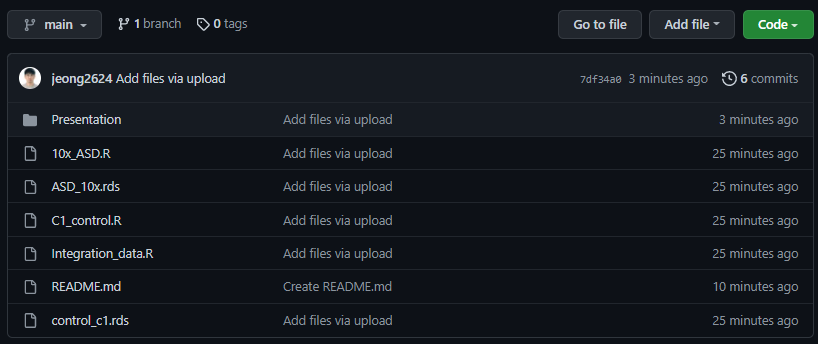 main 1 branch 0 tags Go to file Add file Code
jeong2624 Add files via upload 7df34a0 3 minutes ago 6 commits
Presentation Add files via upload 3 minutes ago
10x_ASD.R Add files via upload 25 minutes ago
ASD_10x.rds Add files via upload 25 minutes ago
C1_control.R Add files via upload 25 minutes ago
Integration_data.R Add files via upload 25 minutes ago
README.md Create README.md 10 minutes ago
control_c1.rds Add files via upload 25 minutes ago